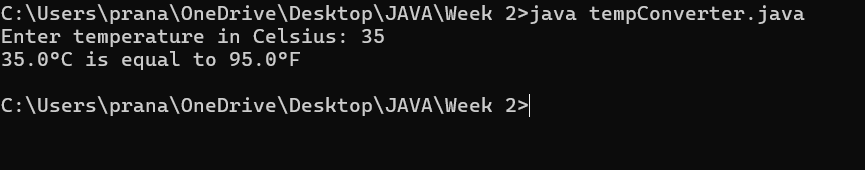 C:\Users\prana\OneDrive\Desktop\JAVA\Week 2>java tempConverter.java
Enter temperature in Celsius: 35
35.0°C is equal to 95.0°F
C:\Users\prana\OneDrive\Desktop\JAVA\Week 2>